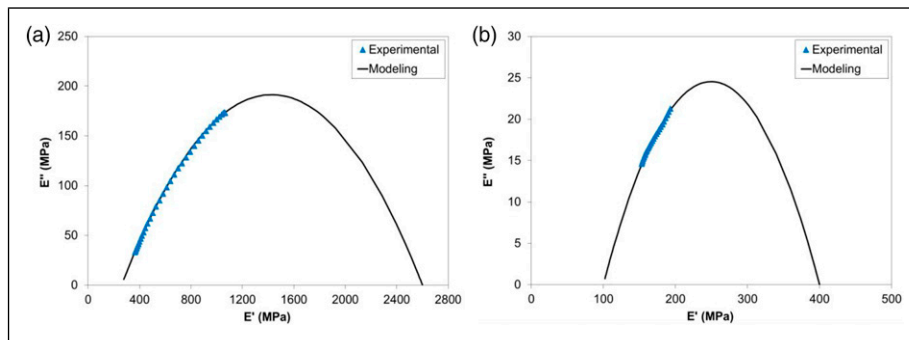 (a)
250
200
150
100
50
0
E'' (MPa)
Experimental
Modeling
0 400 800 1200 1600 2000 2400 2800
E' (MPa)
(b)
30
25
20
15
10
5
0
E'' (MPa)
Experimental
Modeling
0 100 200 300 400 500
E' (MPa)